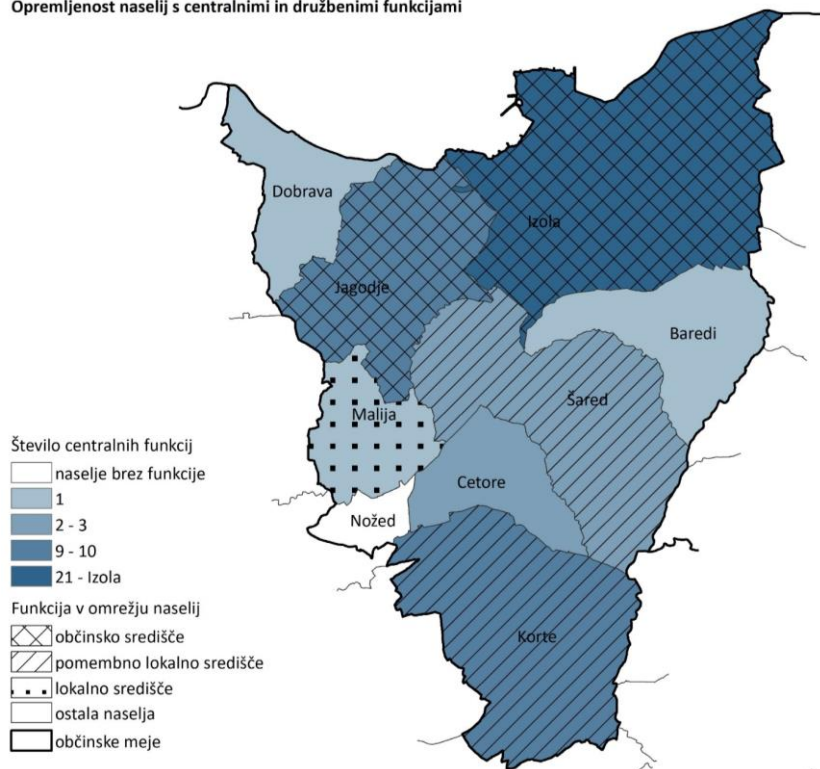 Opremljenost naselij s centralnimi in družbenimi funkcijami
Dobrava
Izola
Jagodje
Baredi
Šared
Malija
Cetore
Nožed
Korte
Število centralnih funkcij
naselje brez funkcije
1
2 - 3
9 - 10
21 - Izola
Funkcija v omrežju naselij
občinsko središče
pomembno lokalno središče
lokalno središče
ostala naselja
občinske meje